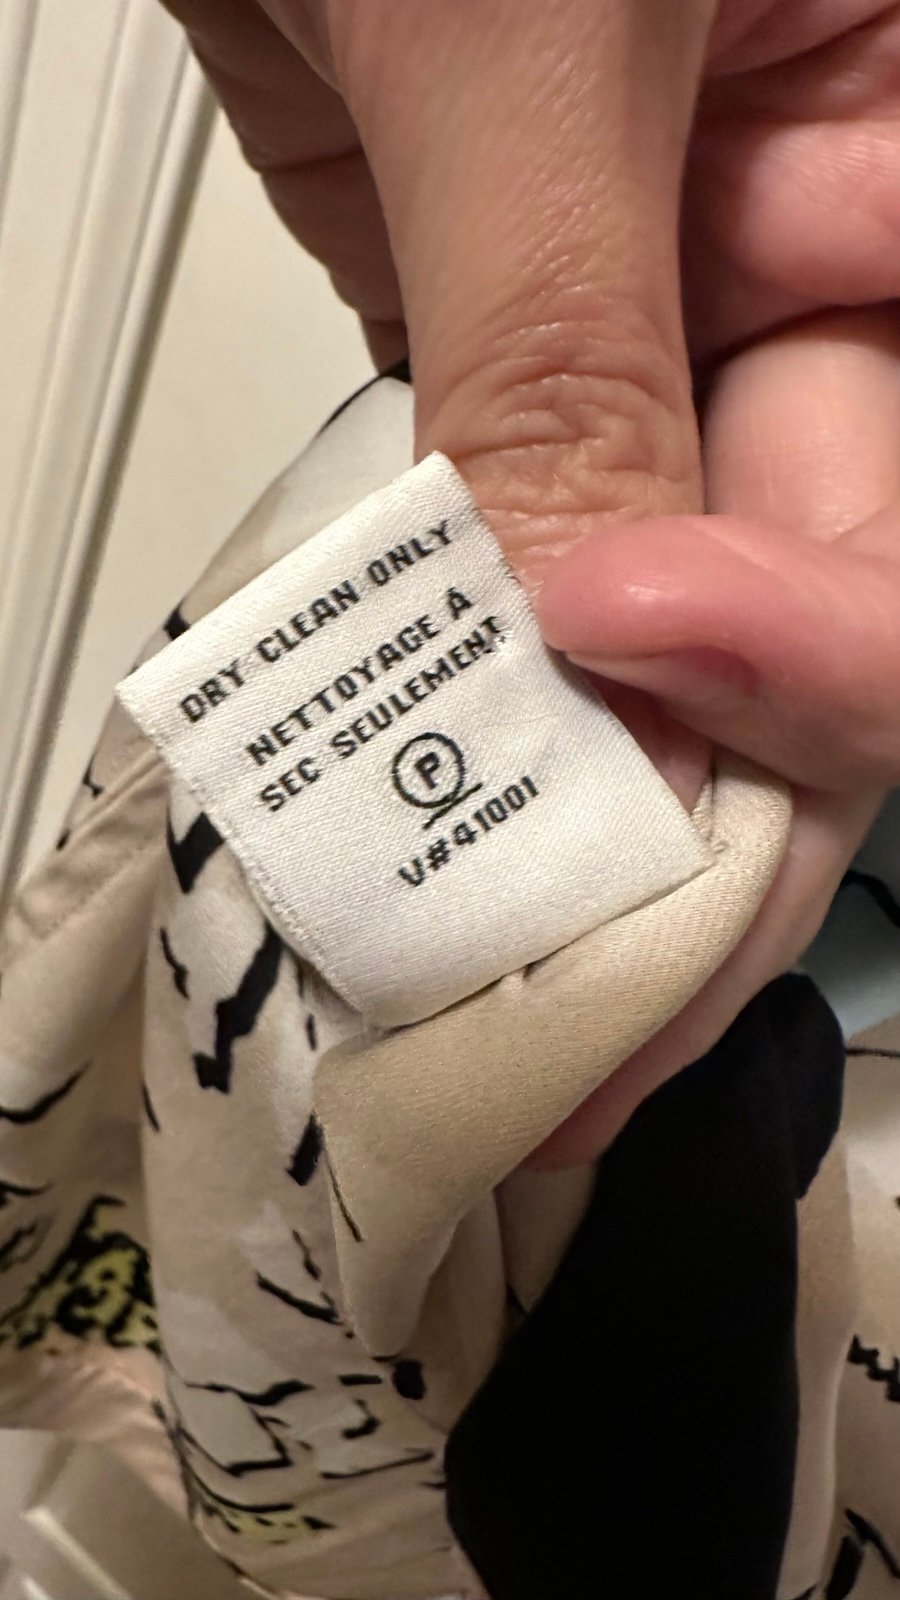 DRY CLEAN ONLY
NETTOYAGE À
SEC SEULEMENT
P
V#41001